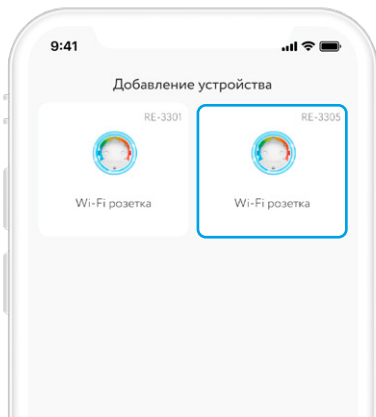 9:41
Добавление устройства
RE-3301
RE-3305
Wi-Fi розетка
Wi-Fi розетка